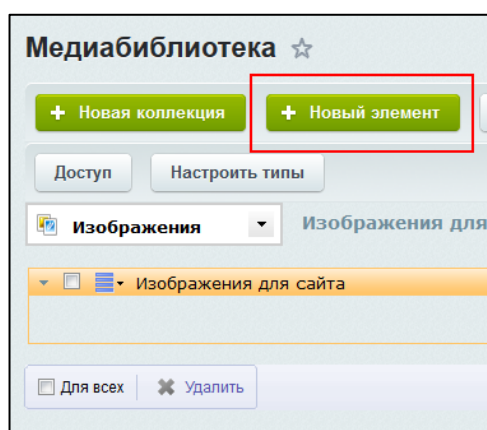 Медиабиблиотека
+ Новая коллекция + Новый элемент
Доступ Настроить типы
Изображения Изображения для
Изображения для сайта
Для всех Удалить